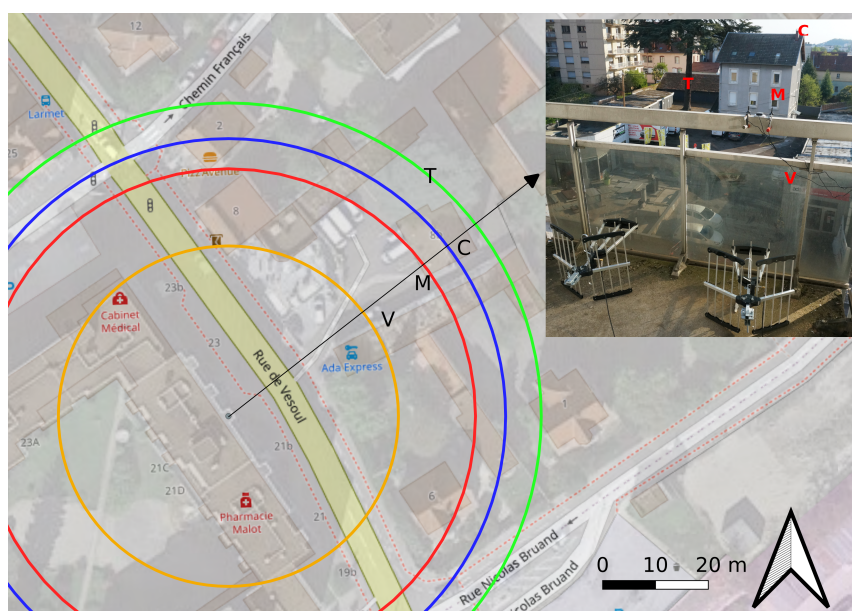 12
Chemin Français
Larmet
2
25
Pizz'Avenue
8
T
C
M
V
23b
Cabinet
Médical
23
Ada Express
Rue de Vesoul
1
23A
21b
21C
21D
6
Pharmacie
Malot
21
19b
Rue Nicolas Bruand
Nicolas Bruand
0 10 20 m
C
T
M
V